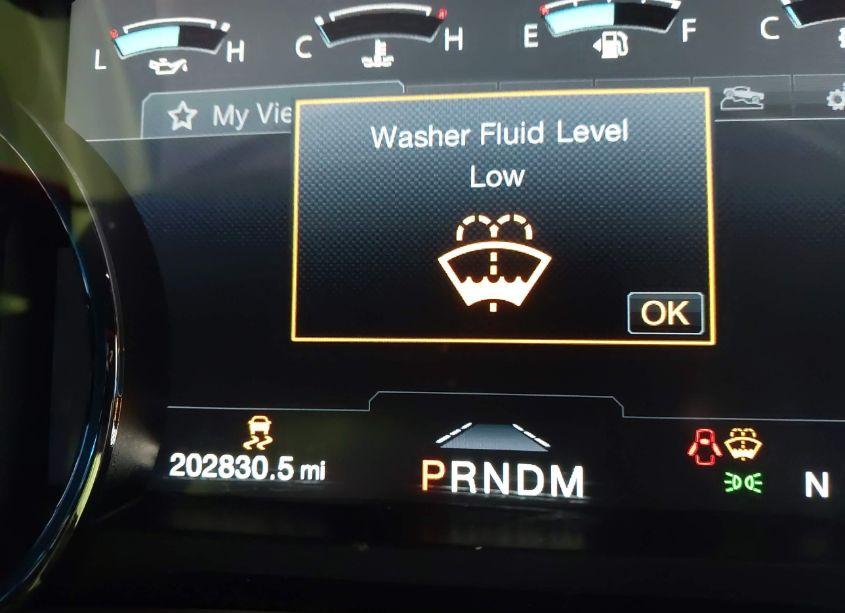 L H C H E F C
My Vie
Washer Fluid Level
Low
OK
202830.5 mi
PRNDM
N